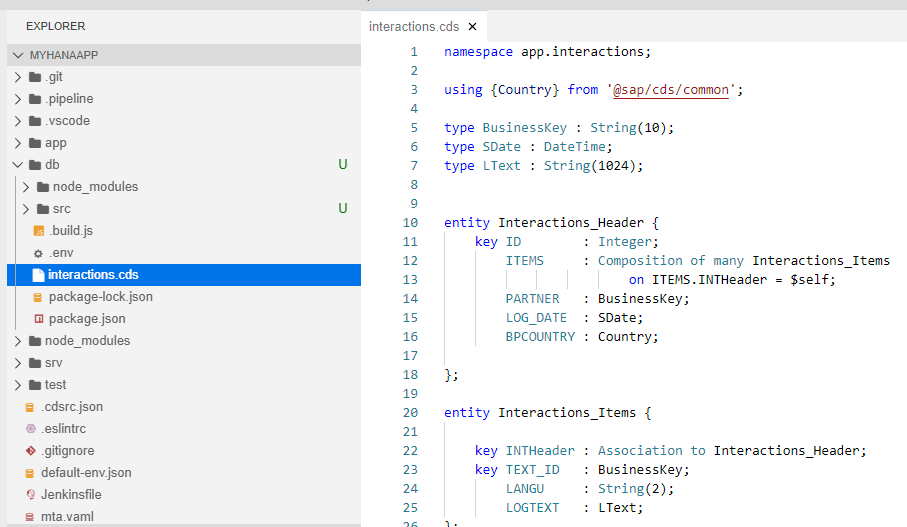 EXPLORER
MYHANAAPP
.git
.pipeline
.vscode
app
db U
node_modules
src U
.build.js
.env
interactions.cds
package-lock.json
package.json
node_modules
srv
test
.cdsrc.json
.eslintrc
.gitignore
default-env.json
Jenkinsfile
mta.yaml
interactions.cds ×
1 namespace app.interactions;
2
3 using {Country} from '@sap/cds/common';
4
5 type BusinessKey : String(10);
6 type SDate : DateTime;
7 type LText : String(1024);
8
9
10 entity Interactions_Header {
11 key ID : Integer;
12 ITEMS : Composition of many Interactions_Items
13 on ITEMS.INTHeader = $self;
14 PARTNER : BusinessKey;
15 LOG_DATE : SDate;
16 BPCOUNTRY : Country;
17
18 };
19
20 entity Interactions_Items {
21
22 key INTHeader : Association to Interactions_Header;
23 key TEXT_ID : BusinessKey;
24 LANGU : String(2);
25 LOGTEXT : LText;
26 };